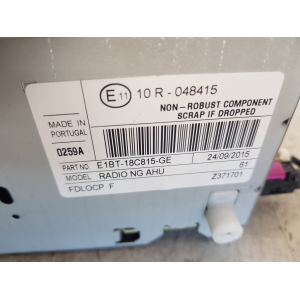 E 11 10 R - 048415
NON - ROBUST COMPONENT
SCRAP IF DROPPED
MADE IN
PORTUGAL
0259A
PART NO. E1BT-18C815-GE 24/09/2015
MODEL RADIO NG AHU 61
FDLOCP F Z371701